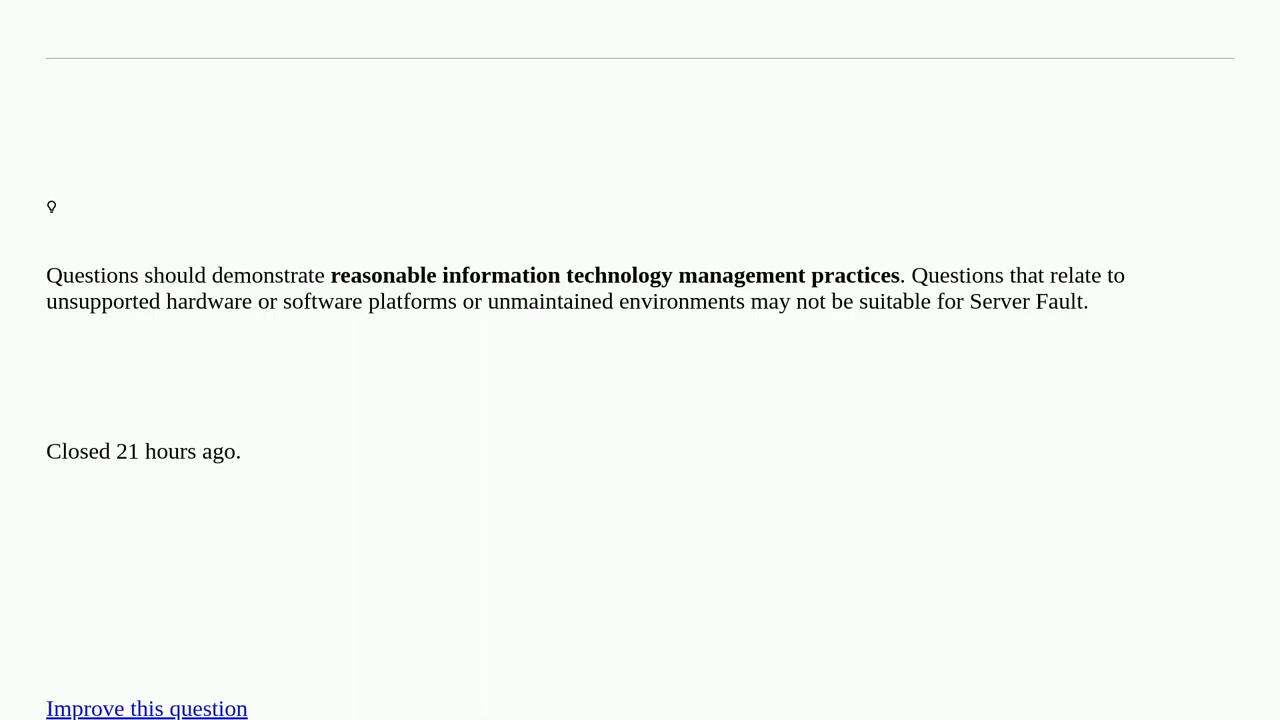 Questions should demonstrate reasonable information technology management practices. Questions that relate to
unsupported hardware or software platforms or unmaintained environments may not be suitable for Server Fault.
Closed 21 hours ago.
Improve this question